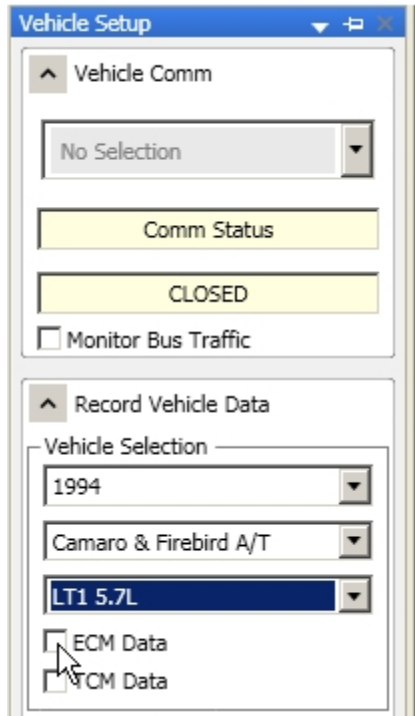 Vehicle Setup
Vehicle Comm
No Selection
Comm Status
CLOSED
Monitor Bus Traffic
Record Vehicle Data
Vehicle Selection
1994
Camaro & Firebird A/T
LT1 5.7L
ECM Data
TCM Data